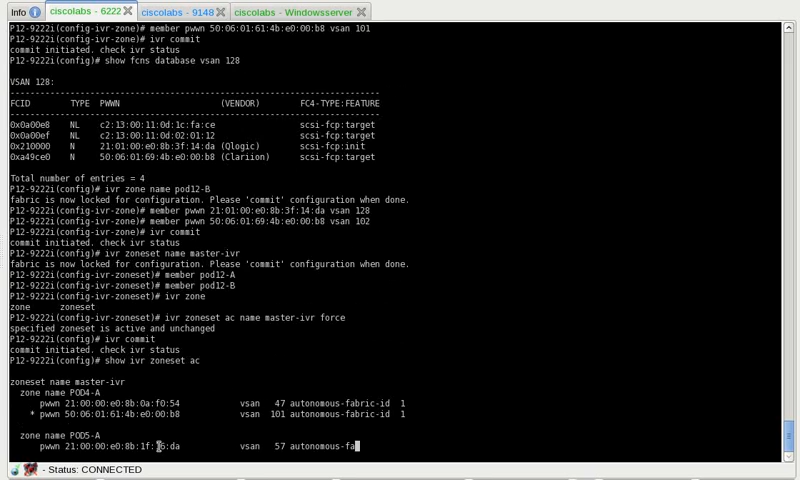 Info ciscolabs - 6222 ciscolabs - 9148 ciscolabs - Windowsserver
P12-9222i(config-ivr-zone)# member pwwn 50:06:01:61:4b:e0:00:b8 vsan 101
P12-9222i(config-ivr-zone)# ivr commit
commit initiated. check ivr status
P12-9222i(config-ivr-zone)# show fcns database vsan 128
VSAN 128:
--------------------------------------------------------------------------
FCID TYPE PWWN (VENDOR) FC4-TYPE:FEATURE
--------------------------------------------------------------------------
0x0a00e8 NL c2:13:00:11:0d:1c:fa:ce scsi-fcp:target
0x0a00ef NL c2:13:00:11:0d:02:01:12 scsi-fcp:target
0x210000 N 21:01:00:e0:8b:3f:14:da (Qlogic) scsi-fcp:init
0xa49ce0 N 50:06:01:69:4b:e0:00:b8 (Clariion) scsi-fcp:target
Total number of entries = 4
P12-9222i(config)# ivr zone name pod12-B
fabric is now locked for configuration. Please 'commit' configuration when done.
P12-9222i(config-ivr-zone)# member pwwn 21:01:00:e0:8b:3f:14:da vsan 128
P12-9222i(config-ivr-zone)# member pwwn 50:06:01:69:4b:e0:00:b8 vsan 102
P12-9222i(config-ivr-zone)# ivr commit
commit initiated. check ivr status
P12-9222i(config)# ivr zoneset name master-ivr
fabric is now locked for configuration. Please 'commit' configuration when done.
P12-9222i(config-ivr-zoneset)# member pod12-A
P12-9222i(config-ivr-zoneset)# member pod12-B
P12-9222i(config-ivr-zoneset)# ivr zone
zone zoneset
P12-9222i(config-ivr-zoneset)# ivr zoneset ac name master-ivr force
specified zoneset is active and unchanged
P12-9222i(config)# ivr commit
commit initiated. check ivr status
P12-9222i(config)# show ivr zoneset ac
zoneset name master-ivr
zone name POD4-A
pwwn 21:00:00:e0:8b:0a:f0:54 vsan 47 autonomous-fabric-id 1
* pwwn 50:06:01:61:4b:e0:00:b8 vsan 101 autonomous-fabric-id 1
zone name POD5-A
pwwn vsan 57 autonomous-fa
- Status: CONNECTED